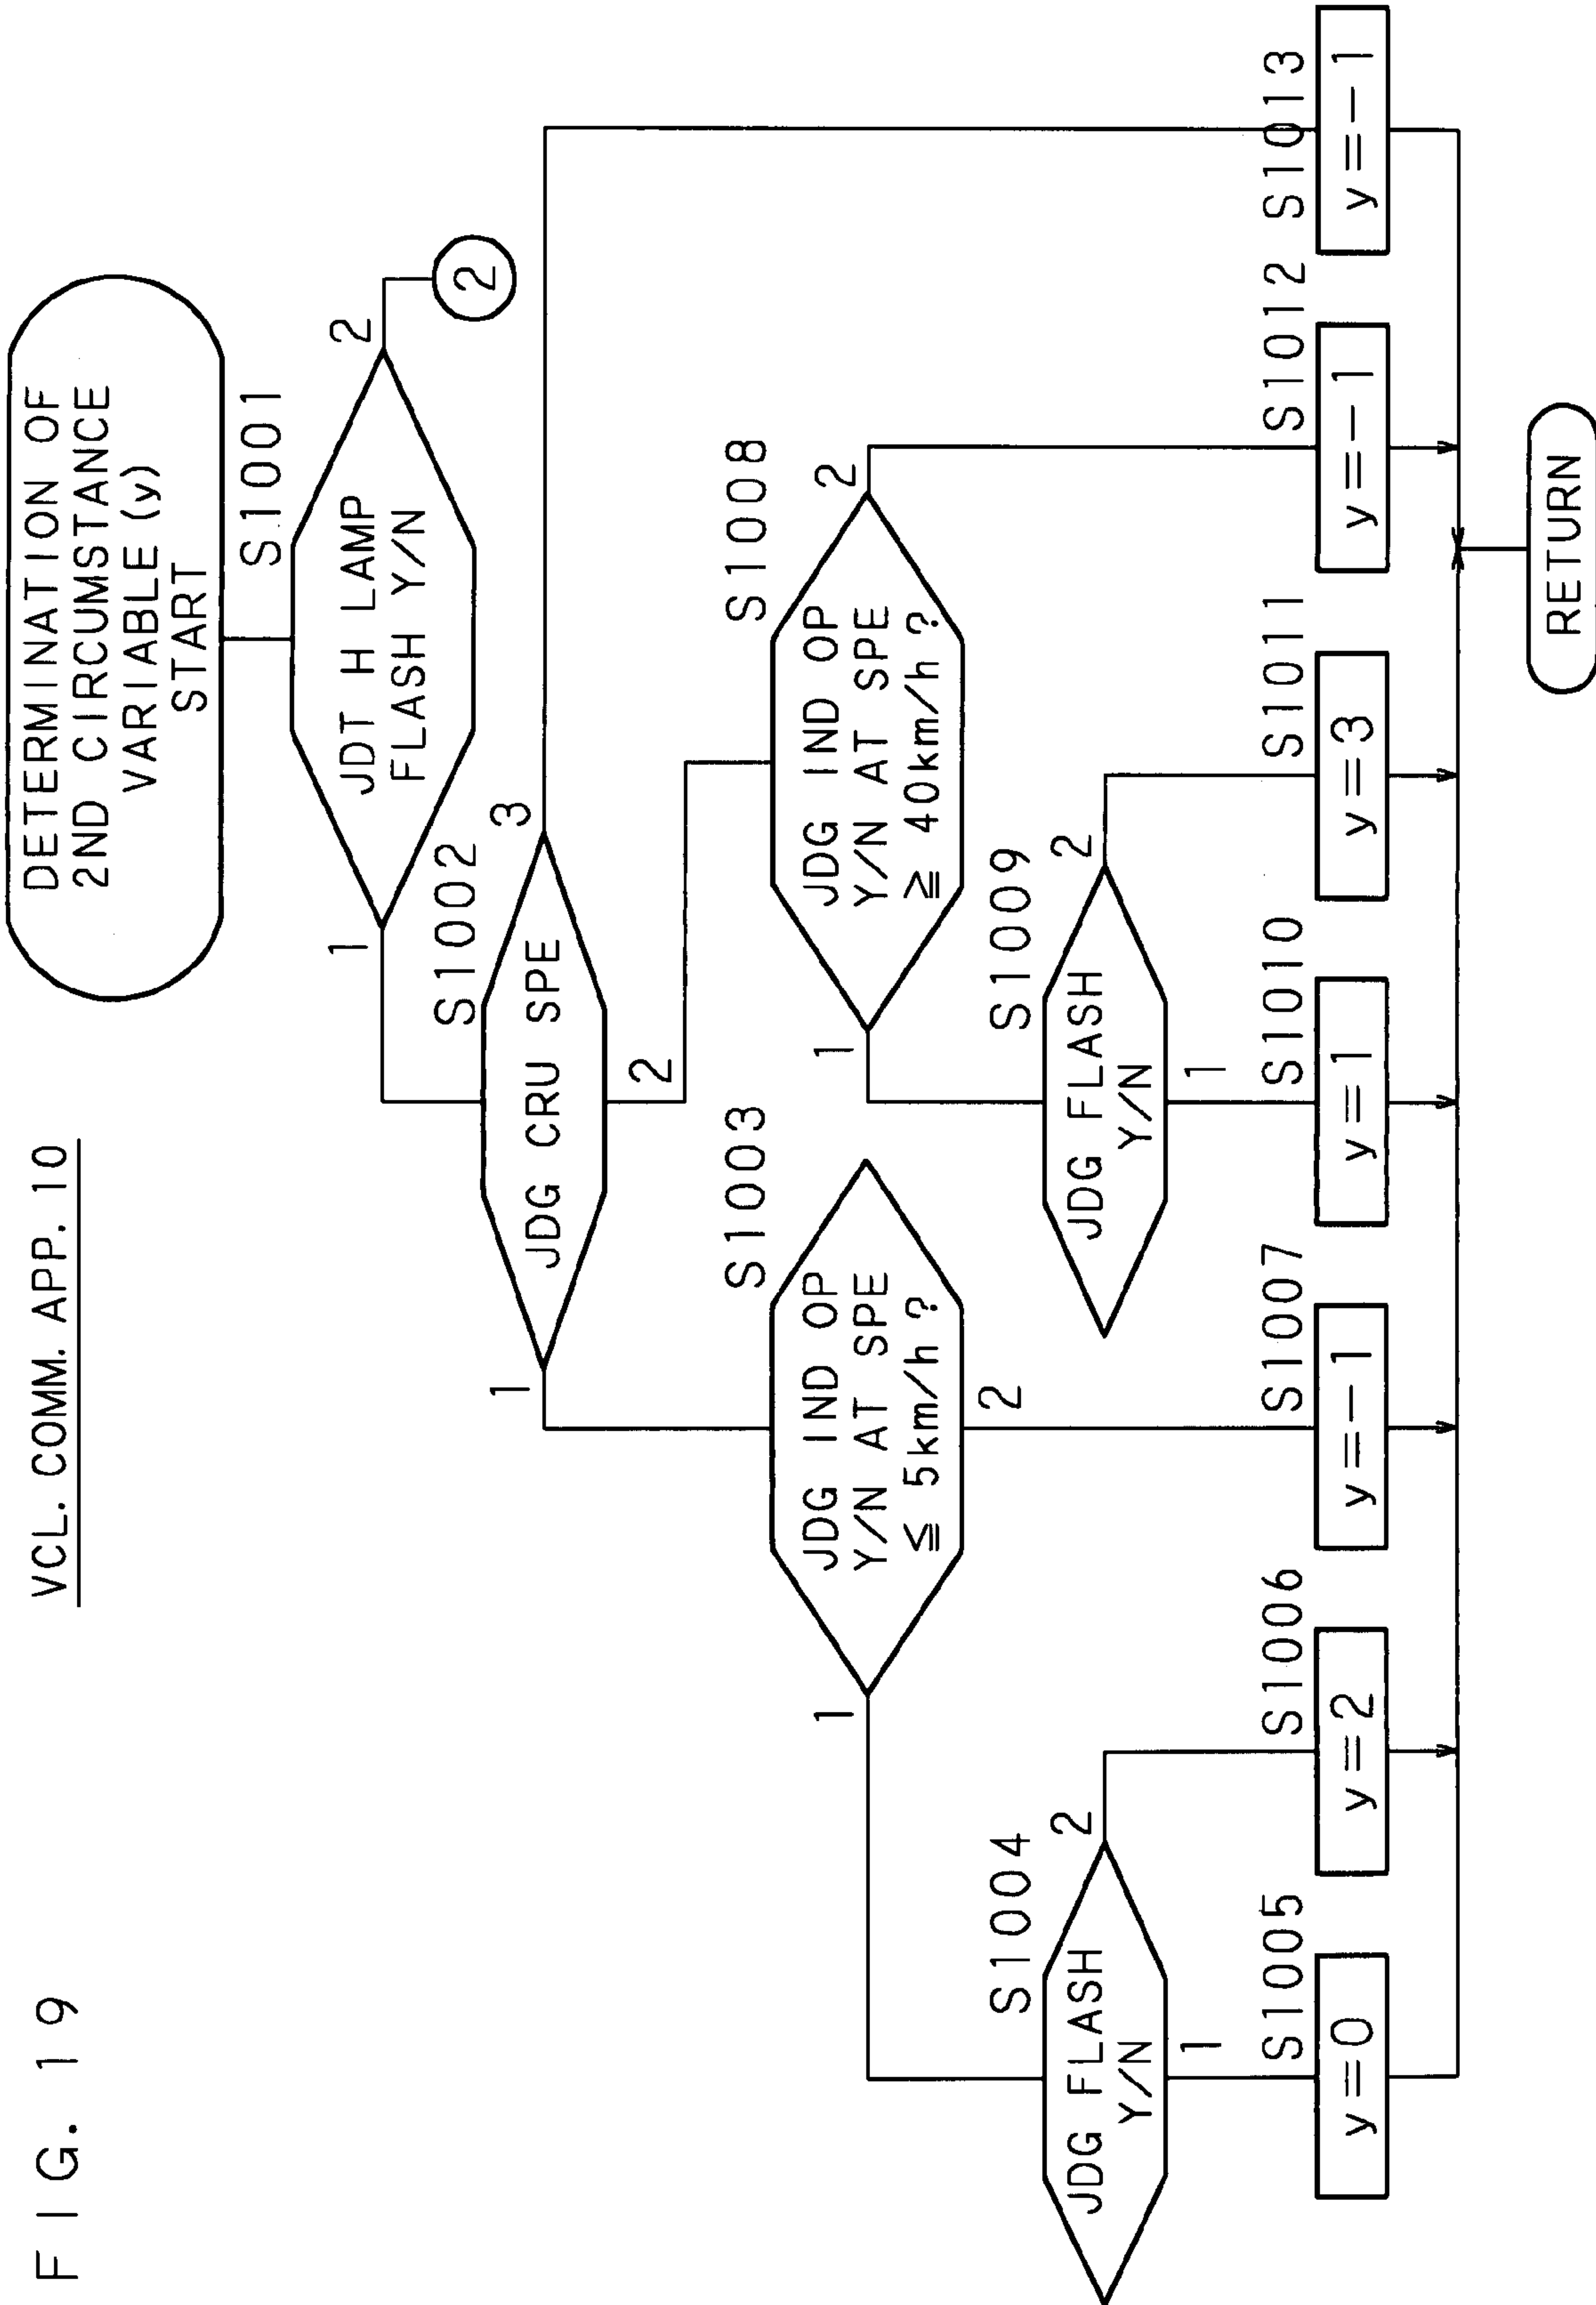 FIG. 19
VCL. COMM. APP. 10
DETERMINATION OF
2ND CIRCUMSTANCE
VARIABLE (y)
START
S1001
JDT H LAMP
FLASH Y/N
1
2
2
S1002
JDG CRU SPE
1
2
3
S1003
JDG IND OP
Y/N AT SPE
≦ 5km/h ?
1
2
S1008
JDG IND OP
Y/N AT SPE
≧ 40km/h ?
1
2
S1004
JDG FLASH
Y/N
1
2
S1009
JDG FLASH
Y/N
1
2
S1005
y=0
S1006
y=2
S1007
y=-1
S1010
y=1
S1011
y=3
S1012
y=-1
S1013
y=-1
RETURN